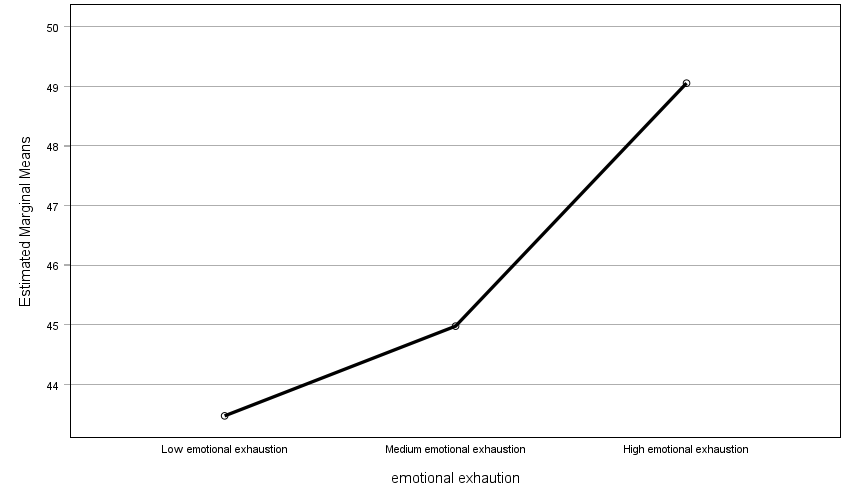 Estimated Marginal Means
50
49
48
47
46
45
44
Low emotional exhaustion
Medium emotional exhaustion
High emotional exhaustion
emotional exhaution